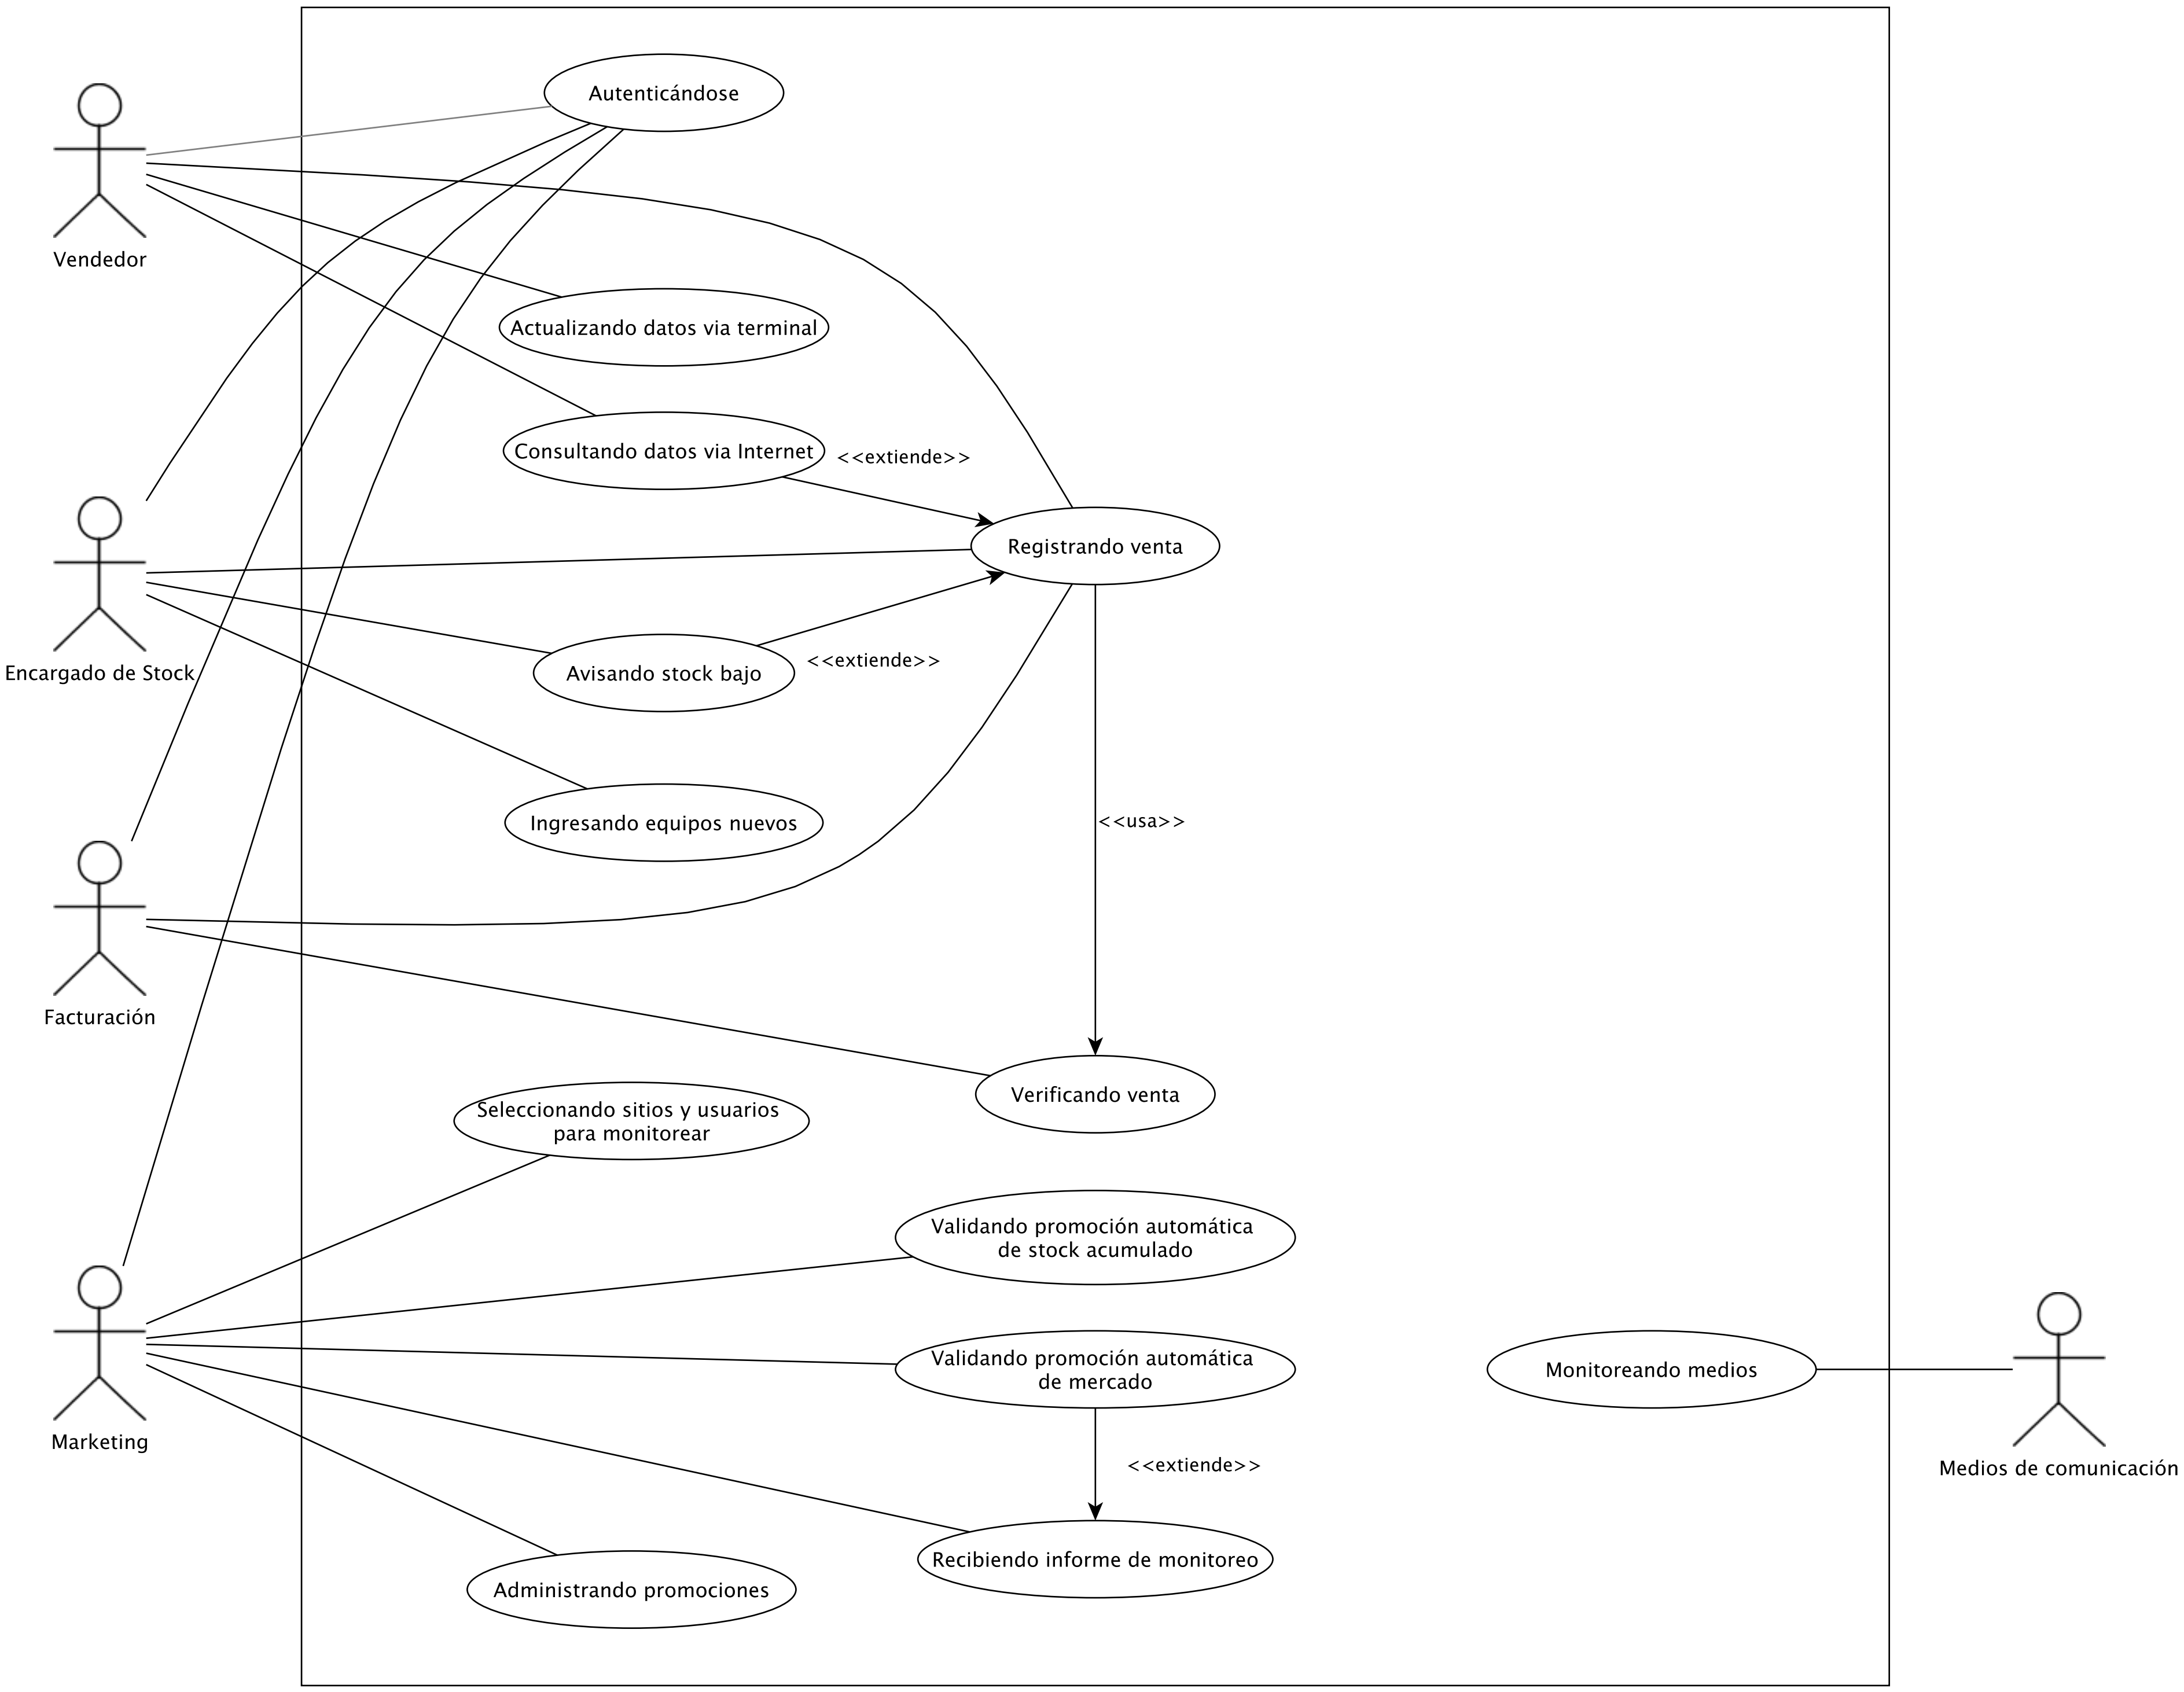 Autenticándose
Vendedor
Actualizando datos via terminal
Consultando datos via Internet
<<extiende>>
Registrando venta
Encargado de Stock
Avisando stock bajo
<<extiende>>
Ingresando equipos nuevos
<<usa>>
Facturación
Verificando venta
Seleccionando sitios y usuarios
para monitorear
Validando promoción automática
de stock acumulado
Validando promoción automática
de mercado
Monitoreando medios
Marketing
<<extiende>>
Medios de comunicación
Recibiendo informe de monitoreo
Administrando promociones